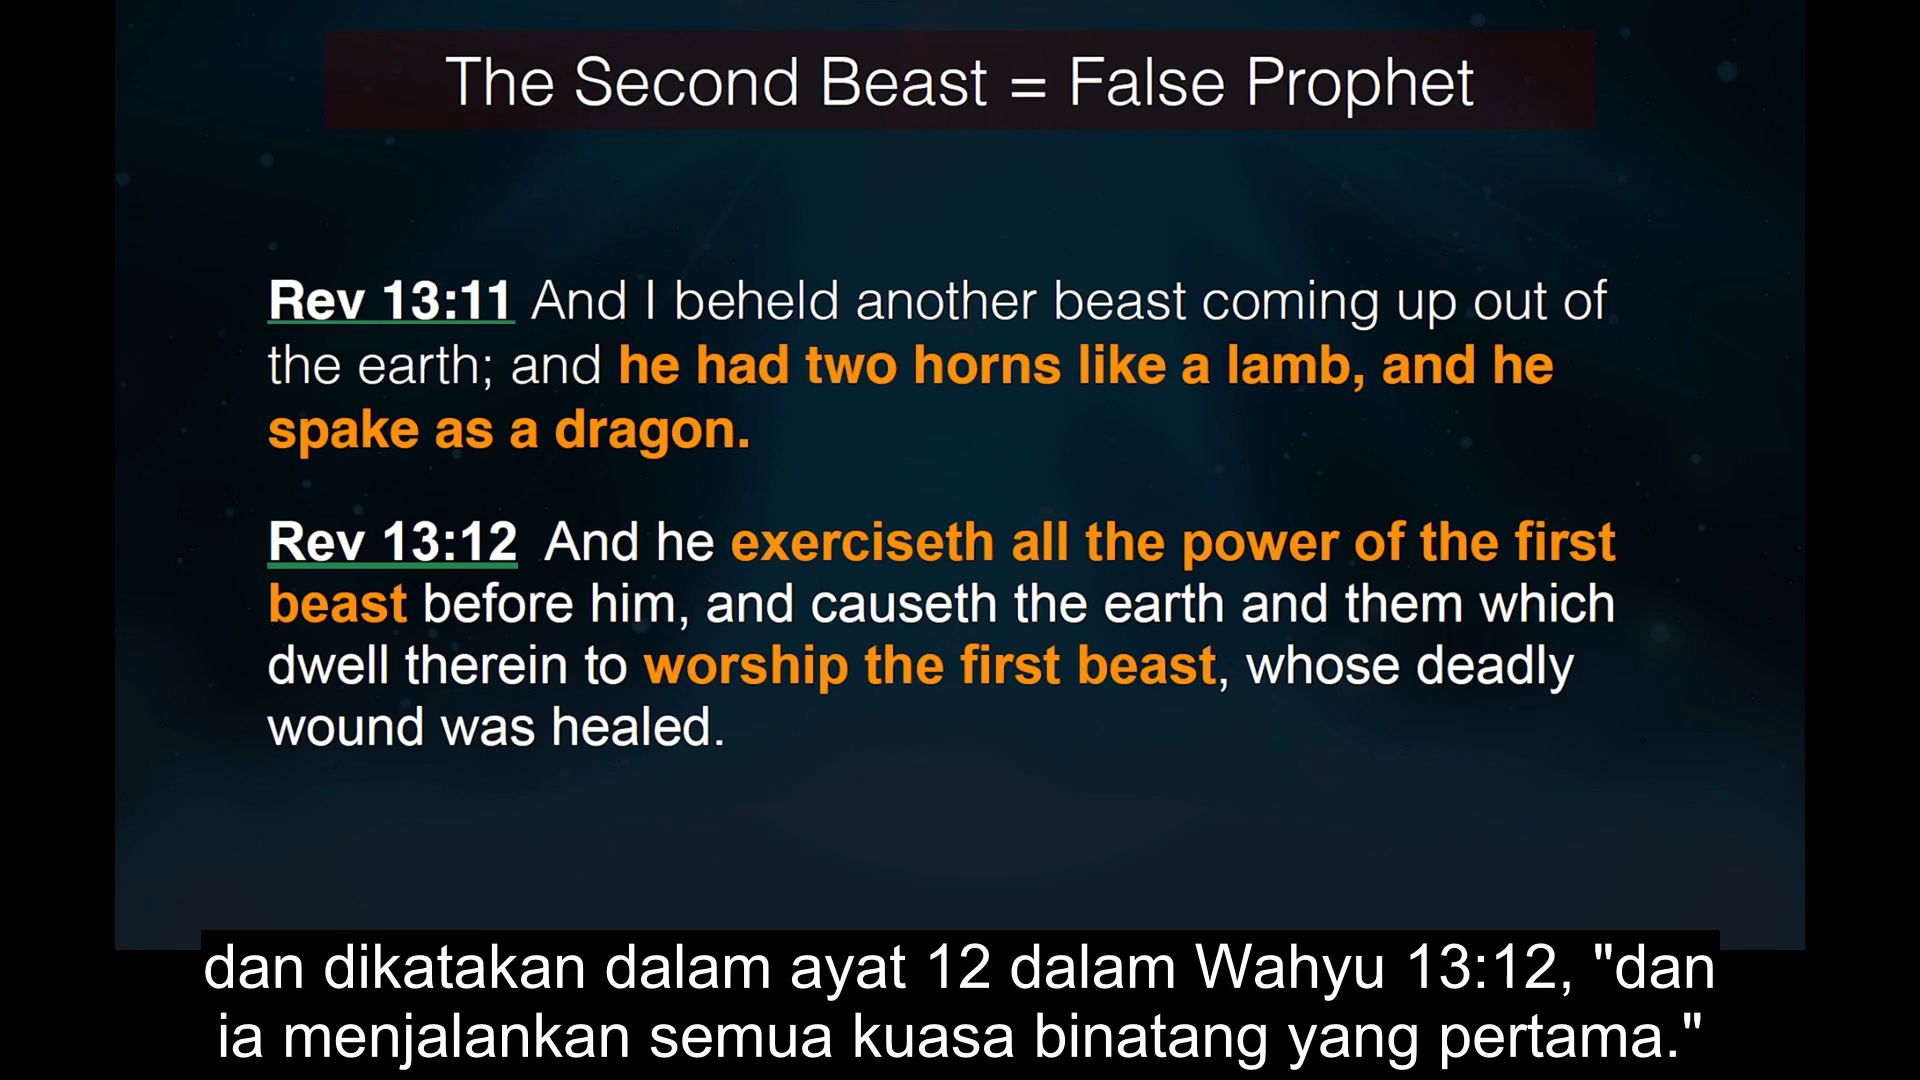 The Second Beast = False Prophet
Rev 13:11 And I beheld another beast coming up out of
the earth; and he had two horns like a lamb, and he
spake as a dragon.
Rev 13:12 And he exerciseth all the power of the first
beast before him, and causeth the earth and them which
dwell therein to worship the first beast, whose deadly
wound was healed.
dan dikatakan dalam ayat 12 dalam Wahyu 13:12, "dan
ia menjalankan semua kuasa binatang yang pertama."